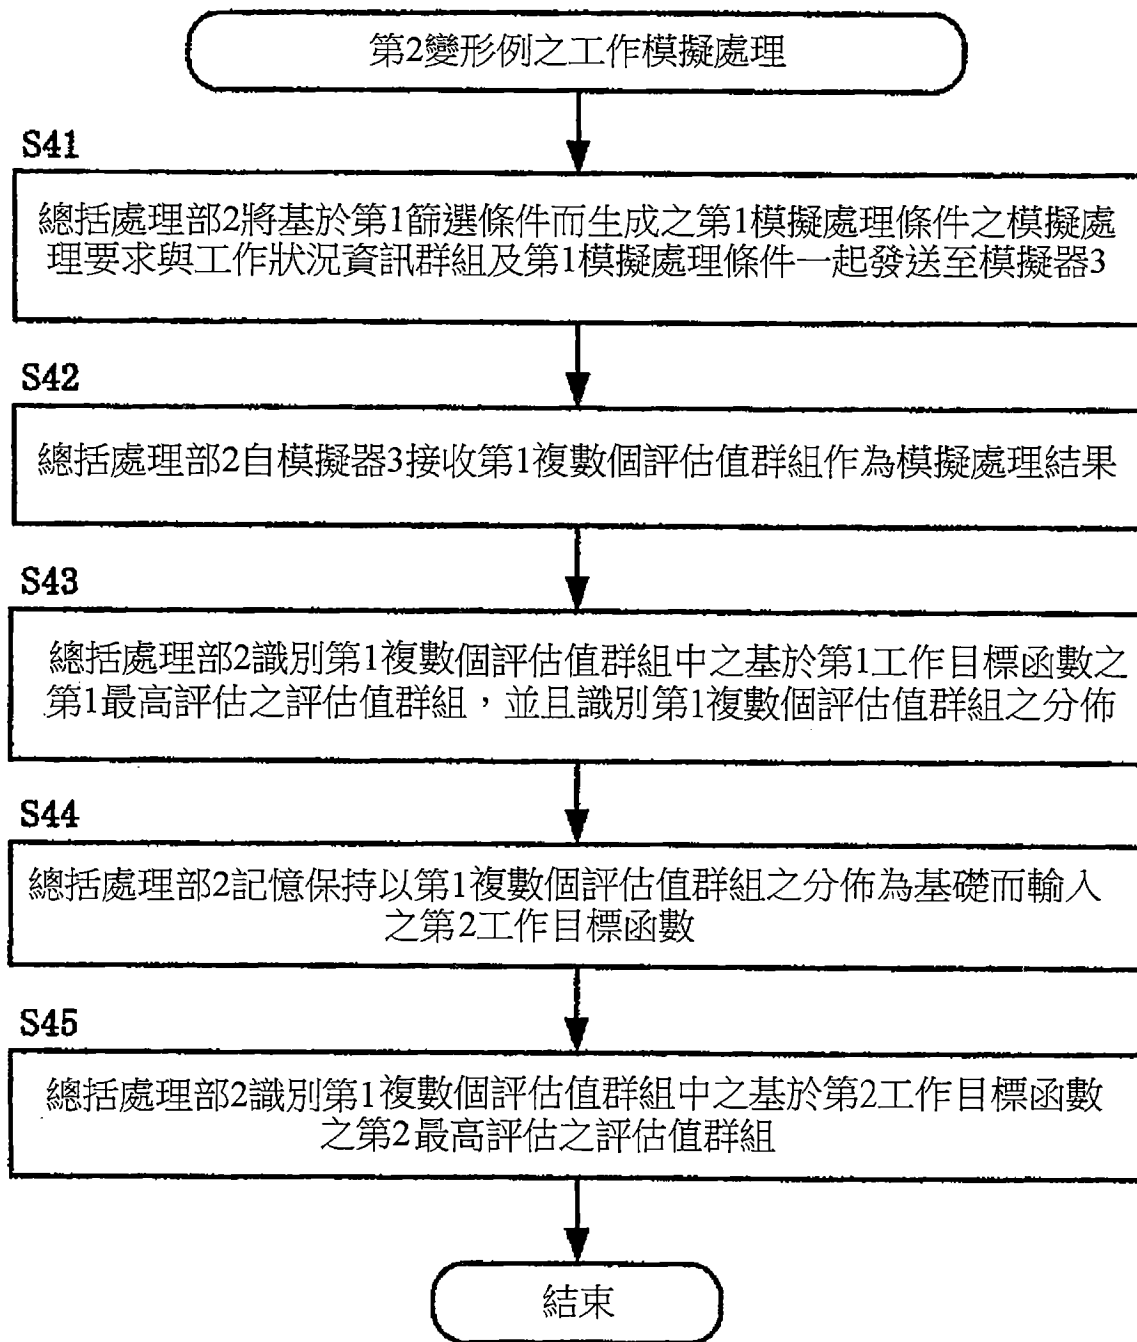 第2變形例之工作模擬處理
S41
總括處理部2將基於第1篩選條件而生成之第1模擬處理條件之模擬處
理要求與工作狀況資訊群組及第1模擬處理條件一起發送至模擬器3
S42
總括處理部2自模擬器3接收第1複數個評估值群組作為模擬處理結果
S43
總括處理部2識別第1複數個評估值群組中之基於第1工作目標函數之
第1最高評估之評估值群組，並且識別第1複數個評估值群組之分佈
S44
總括處理部2記憶保持以第1複數個評估值群組之分佈為基礎而輸入
之第2工作目標函數
S45
總括處理部2識別第1複數個評估值群組中之基於第2工作目標函數
之第2最高評估之評估值群組
結束